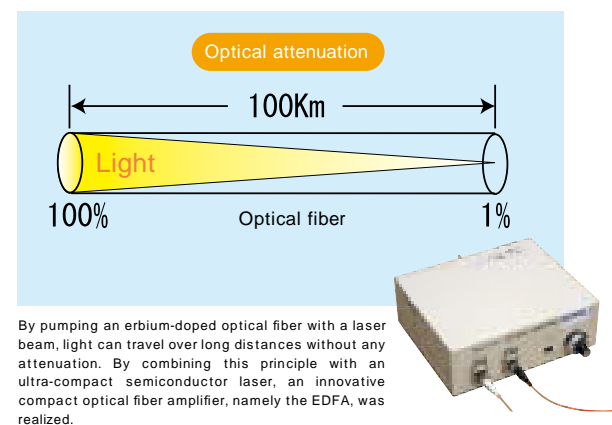 Optical attenuation
100Km
Light
100%
Optical fiber
1%
By pumping an erbium-doped optical fiber with a laser
beam, light can travel over long distances without any
attenuation. By combining this principle with an
ultra-compact semiconductor laser, an innovative
compact optical fiber amplifier, namely the EDFA, was
realized.